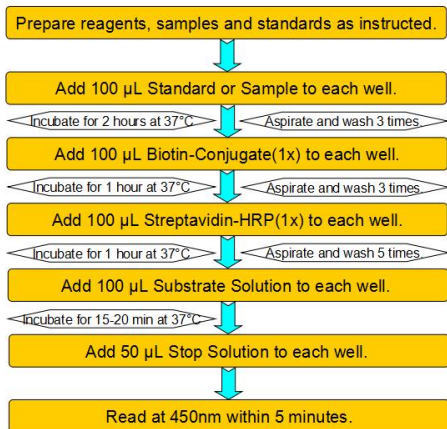 Prepare reagents, samples and standards as instructed.
Add 100 µL Standard or Sample to each well.
Incubate for 2 hours at 37°C
Aspirate and wash 3 times.
Add 100 µL Biotin-Conjugate(1x) to each well.
Incubate for 1 hour at 37°C
Aspirate and wash 3 times.
Add 100 µL Streptavidin-HRP(1x) to each well.
Incubate for 1 hour at 37°C
Aspirate and wash 5 times.
Add 100 µL Substrate Solution to each well.
Incubate for 15-20 min at 37°C
Add 50 µL Stop Solution to each well.
Read at 450nm within 5 minutes.